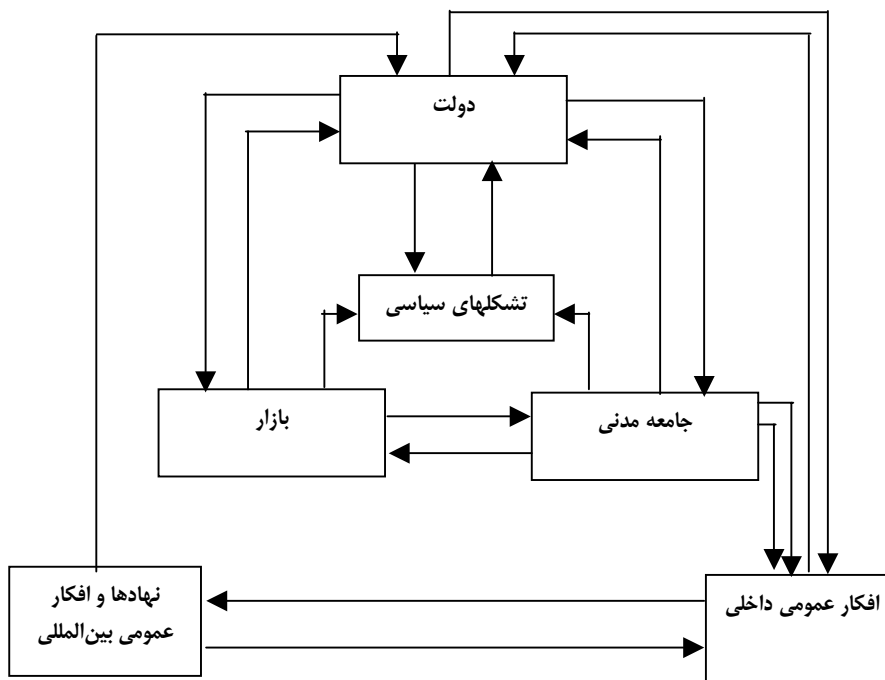 دولت
تشکلهای سیاسی
بازار
جامعه مدنی
نهادها و افکار
عمومی بین‌المللی
افکار عمومی داخلی